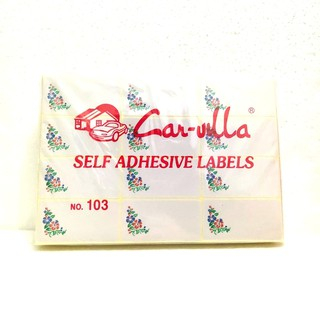 Car-villa ®
SELF ADHESIVE LABELS
NO. 103